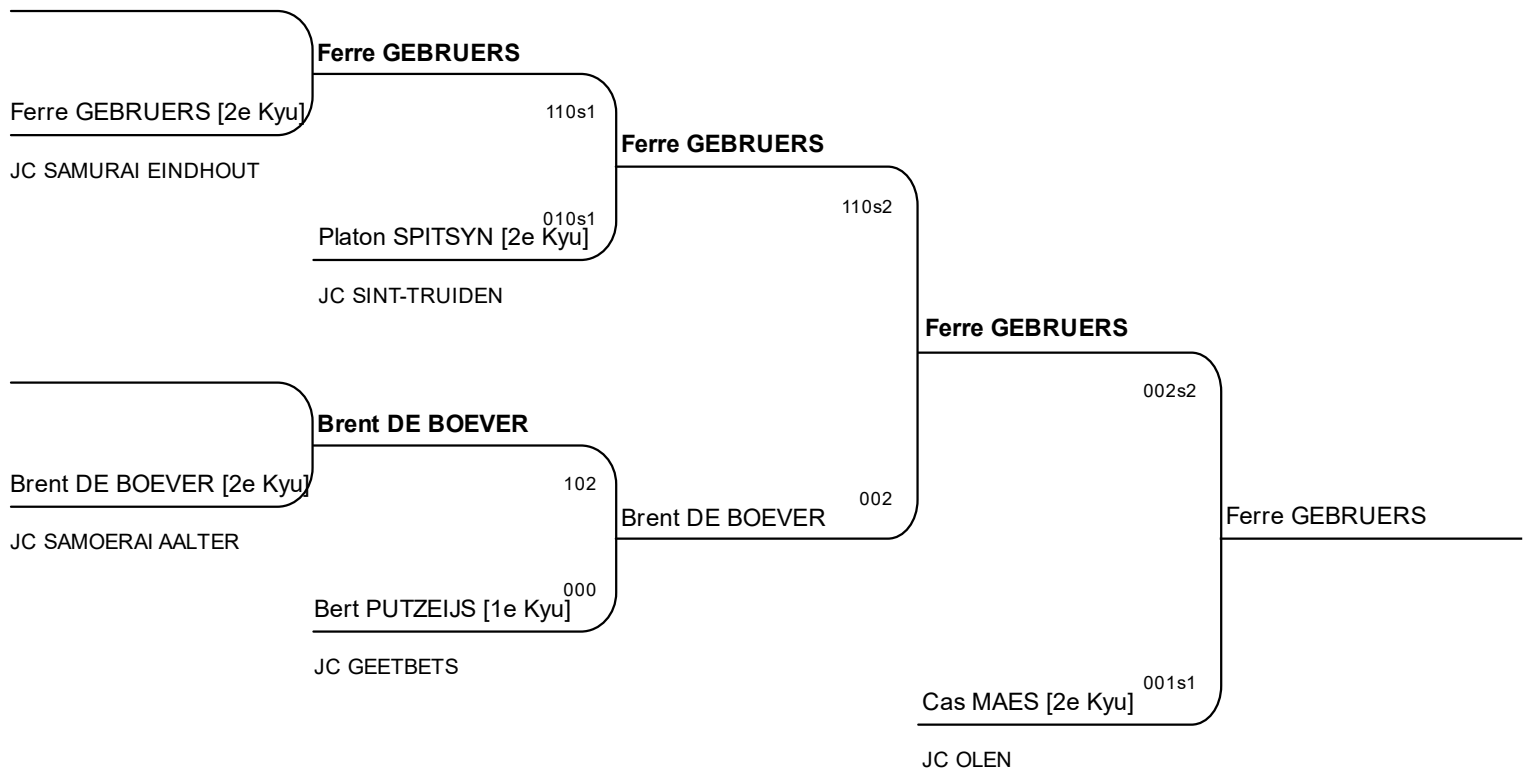 Ferre GEBRUERS
Ferre GEBRUERS [2e Kyu]
110s1
Ferre GEBRUERS
JC SAMURAI EINDHOUT
110s2
010s1
Platon SPITSYN [2e Kyu]
JC SINT-TRUIDEN
Ferre GEBRUERS
002s2
Brent DE BOEVER
Brent DE BOEVER [2e Kyu]
102
002
Brent DE BOEVER
Ferre GEBRUERS
JC SAMOERAI AALTER
000
Bert PUTZEIJS [1e Kyu]
JC GEETBETS
001s1
Cas MAES [2e Kyu]
JC OLEN